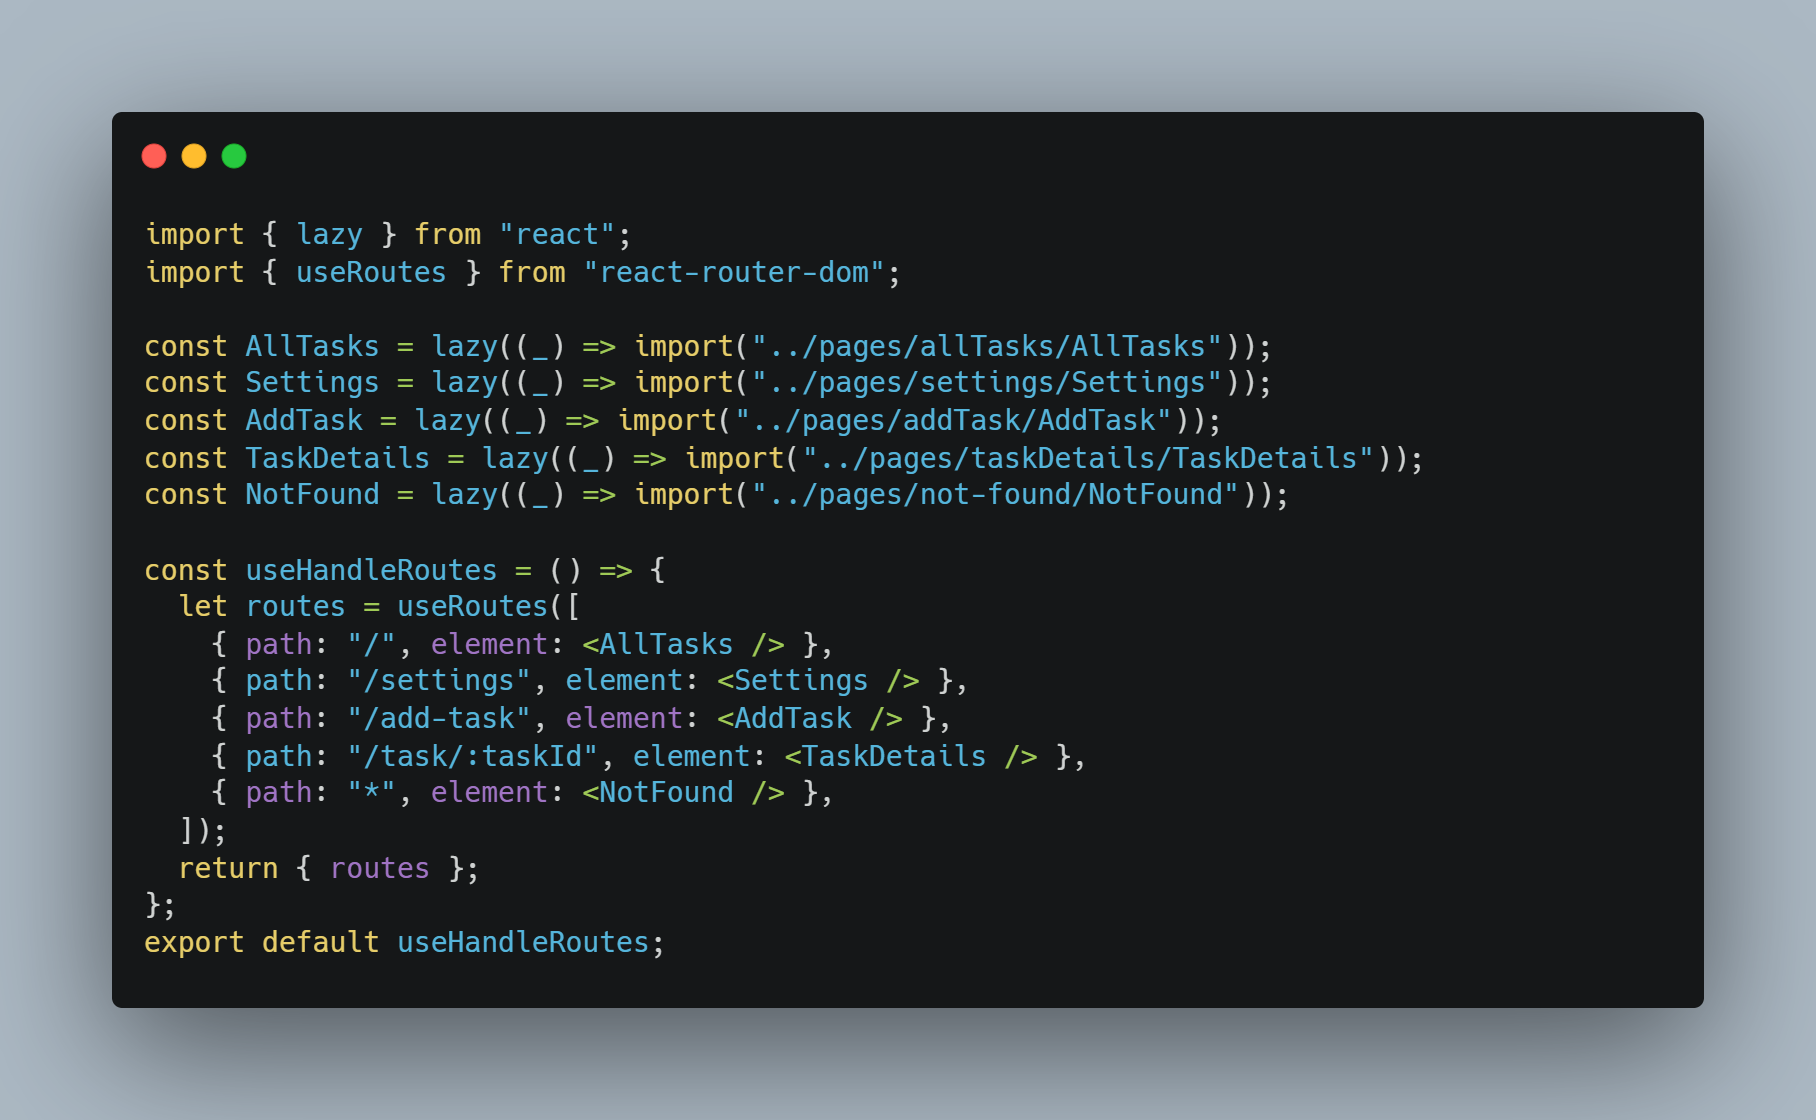 import { lazy } from "react";
import { useRoutes } from "react-router-dom";
const AllTasks = lazy((_) => import("../pages/allTasks/AllTasks"));
const Settings = lazy((_) => import("../pages/settings/Settings"));
const AddTask = lazy((_) => import("../pages/addTask/AddTask"));
const TaskDetails = lazy((_) => import("../pages/taskDetails/TaskDetails"));
const NotFound = lazy((_) => import("../pages/not-found/NotFound"));
const useHandleRoutes = () => {
  let routes = useRoutes([
    { path: "/", element: <AllTasks /> },
    { path: "/settings", element: <Settings /> },
    { path: "/add-task", element: <AddTask /> },
    { path: "/task/:taskId", element: <TaskDetails /> },
    { path: "*", element: <NotFound /> },
  ]);
  return { routes };
};
export default useHandleRoutes;